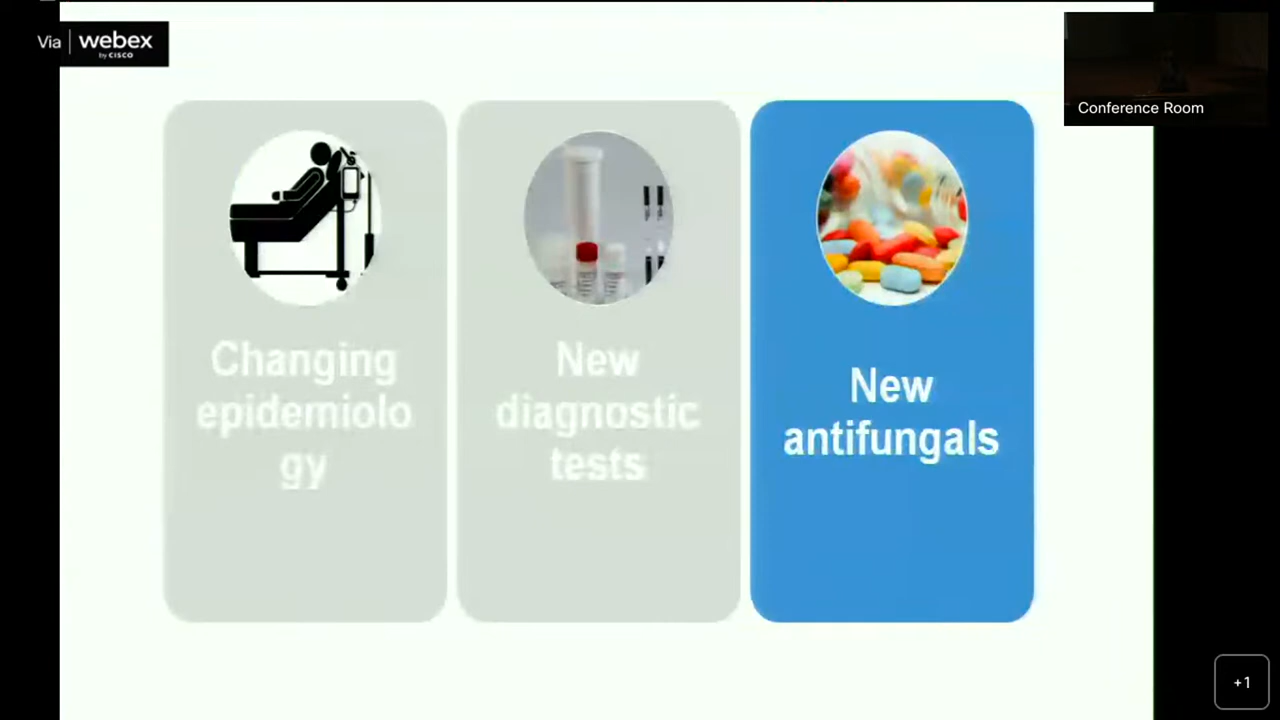 Via webex
by CISCO
Conference Room
Changing
epidemiolo
gy
New
diagnostic
tests
New
antifungals
+1